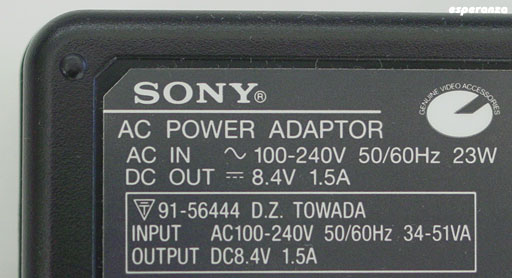 esperanza
SONY®
GENUINE VIDEO ACCESSORIES
AC POWER ADAPTOR
AC IN ~ 100-240V 50/60Hz 23W
DC OUT ⎓ 8.4V 1.5A
91-56444 D.Z. TOWADA
INPUT AC100-240V 50/60Hz 34-51VA
OUTPUT DC8.4V 1.5A